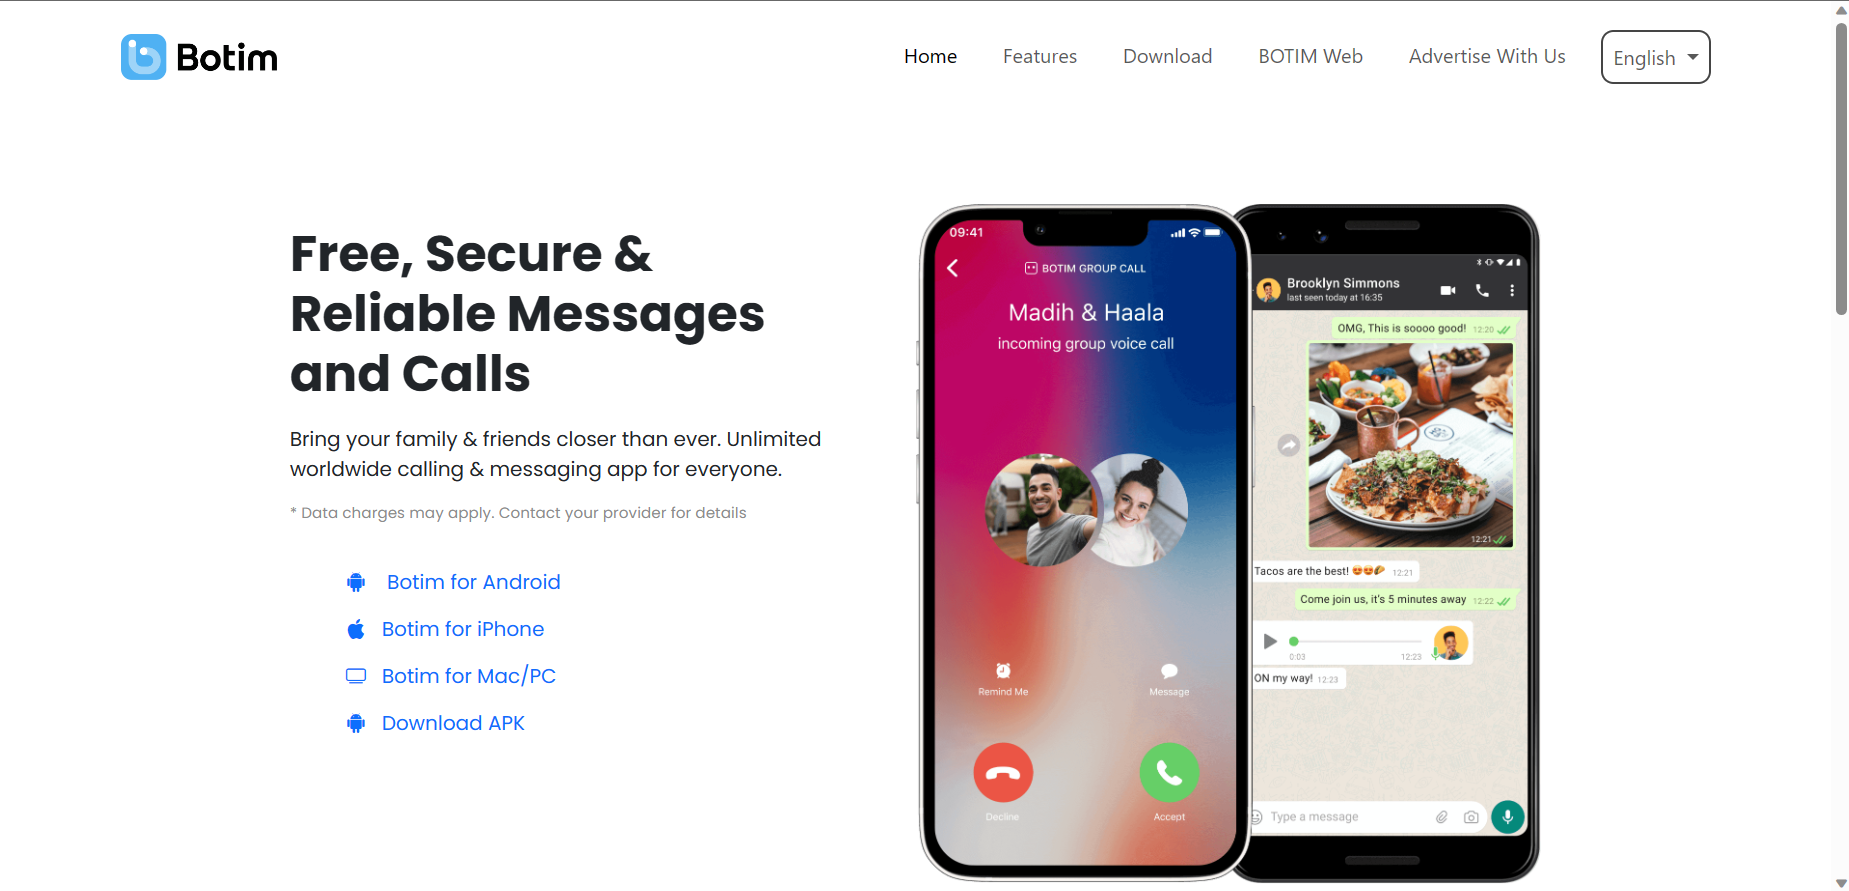 Botim
Home
Features
Download
BOTIM Web
Advertise With Us
English
Free, Secure &
Reliable Messages
and Calls
Bring your family & friends closer than ever. Unlimited
worldwide calling & messaging app for everyone.
* Data charges may apply. Contact your provider for details
Botim for Android
Botim for iPhone
Botim for Mac/PC
Download APK
09:41
BOTIM GROUP CALL
Madih & Haala
incoming group voice call
Remind Me
Message
Decline
Accept
Brooklyn Simmons
last seen today at 16:35
OMG, This is soooo good! 12:20
12:21
Tacos are the best! 😍😍🌮 12:21
Come join us, it's 5 minutes away 12:22
0:03
12:23
ON my way! 12:23
Type a message